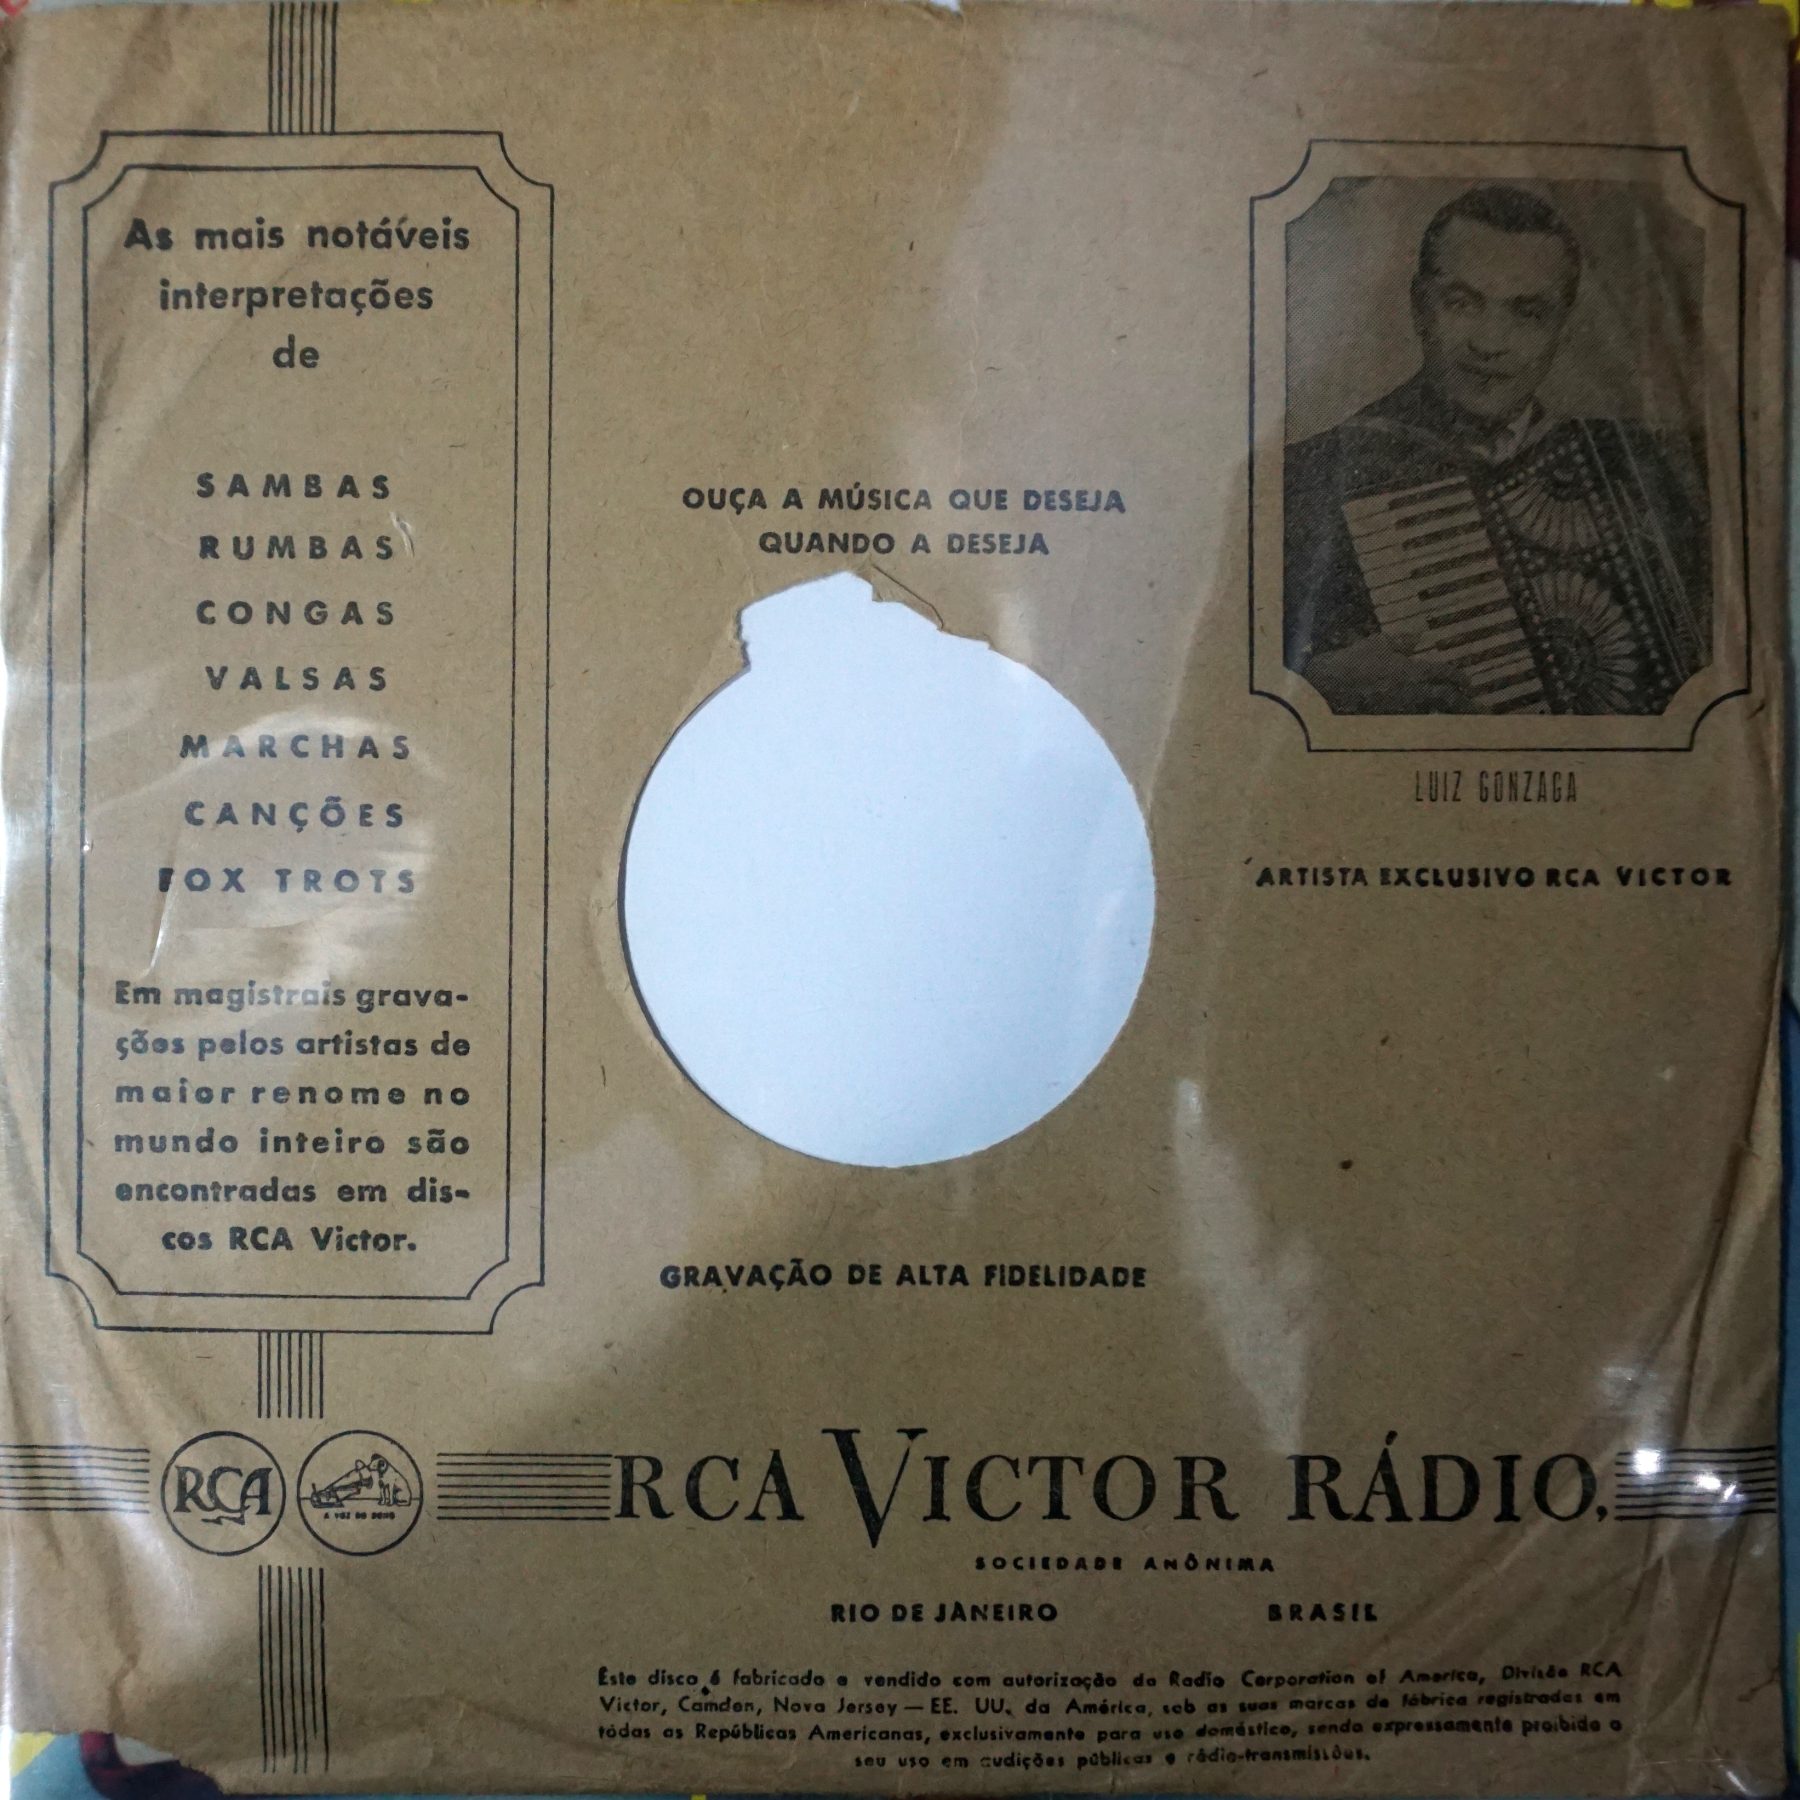 As mais notáveis
interpretações
de
SAMBAS
RUMBAS
CONGAS
VALSAS
MARCHAS
CANÇÕES
FOX TROTS
Em magistrais grava-
ções pelos artistas de
maior renome no
mundo inteiro são
encontradas em dis-
cos RCA Victor.
OUÇA A MÚSICA QUE DESEJA
QUANDO A DESEJA
LUIZ GONZAGA
ARTISTA EXCLUSIVO RCA VICTOR
GRAVAÇÃO DE ALTA FIDELIDADE
RCA
A VOZ DO DONO
RCA VICTOR RÁDIO,
SOCIEDADE ANÔNIMA
RIO DE JANEIRO BRASIL
Este disco é fabricado e vendido com autorização da Radio Corporation of America, Divisão RCA
Victor, Camden, Nova Jersey — EE. UU. da América, sob as suas marcas de fábrica registradas em
tôdas as Repúblicas Americanas, exclusivamente para uso doméstico, sendo expressamente proibido o
seu uso em audições públicas e rádio-transmissões.